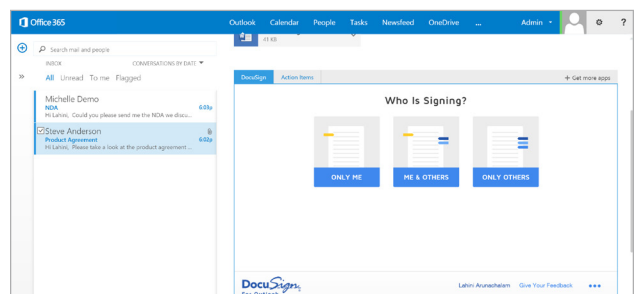 Office 365
Outlook Calendar People Tasks Newsfeed OneDrive ... Admin ?
Search mail and people
INBOX CONVERSATIONS BY DATE
All Unread To me Flagged
Michelle Demo
NDA 6:03p
Hi Lahini, Could you please send me the NDA we discu...
Steve Anderson
Product Agreement 6:02p
Hi Lahini, Please take a look at the product agreement ...
41 KB
DocuSign Action Items + Get more apps
Who Is Signing?
ONLY ME ME & OTHERS ONLY OTHERS
DocuSign
For Outlook
Lahini Arunachalam Give Your Feedback